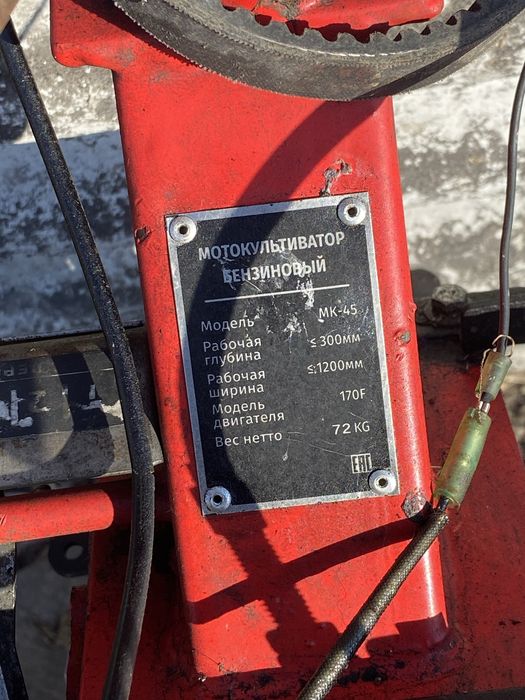 МОТОКУЛЬТИВАТОР
БЕНЗИНОВЫЙ
Модель МК-45
Рабочая глубина ≤300мм
Рабочая ширина ≤1200мм
Модель двигателя 170F
Вес нетто 72 KG
EAC